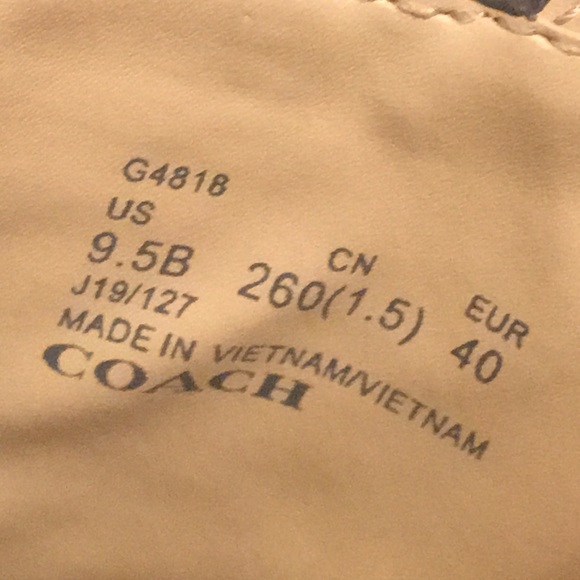 G4818
US CN EUR
9.5B 260(1.5) 40
J19/127
MADE IN VIETNAM/VIETNAM
COACH